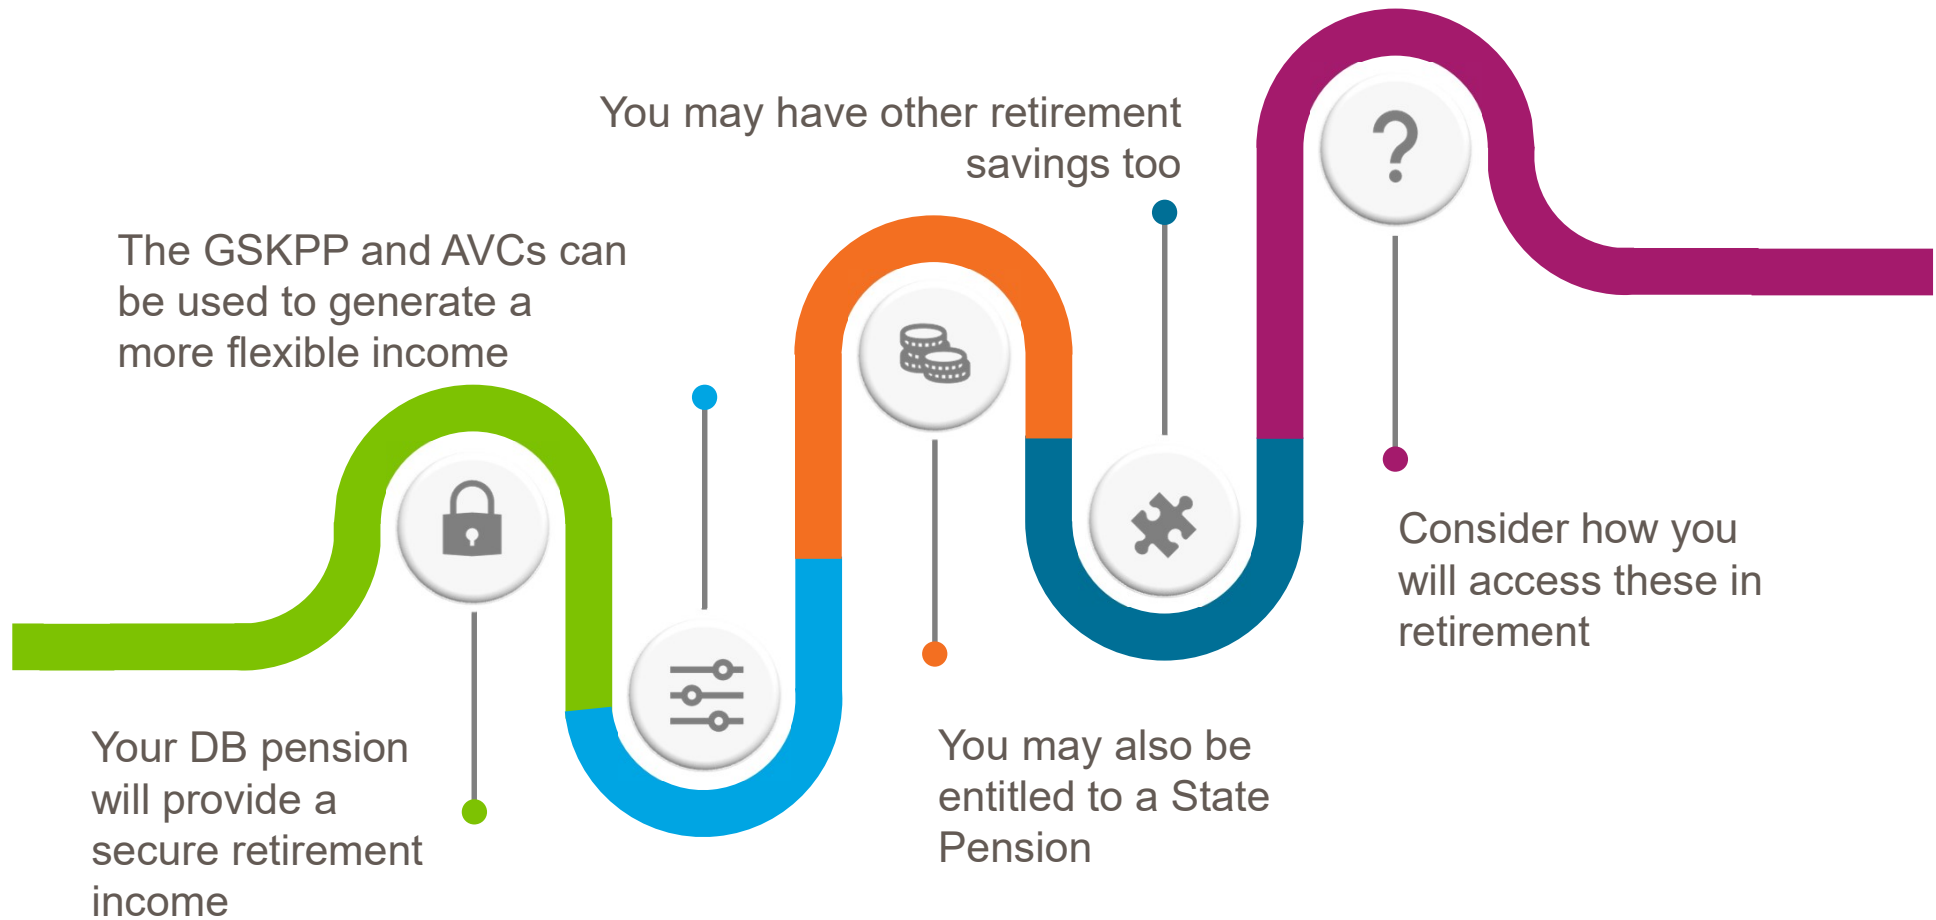 Your DB pension
will provide a
secure retirement
income
The GSKPP and AVCs can
be used to generate a
more flexible income
You may also be
entitled to a State
Pension
You may have other retirement
savings too
Consider how you
will access these in
retirement